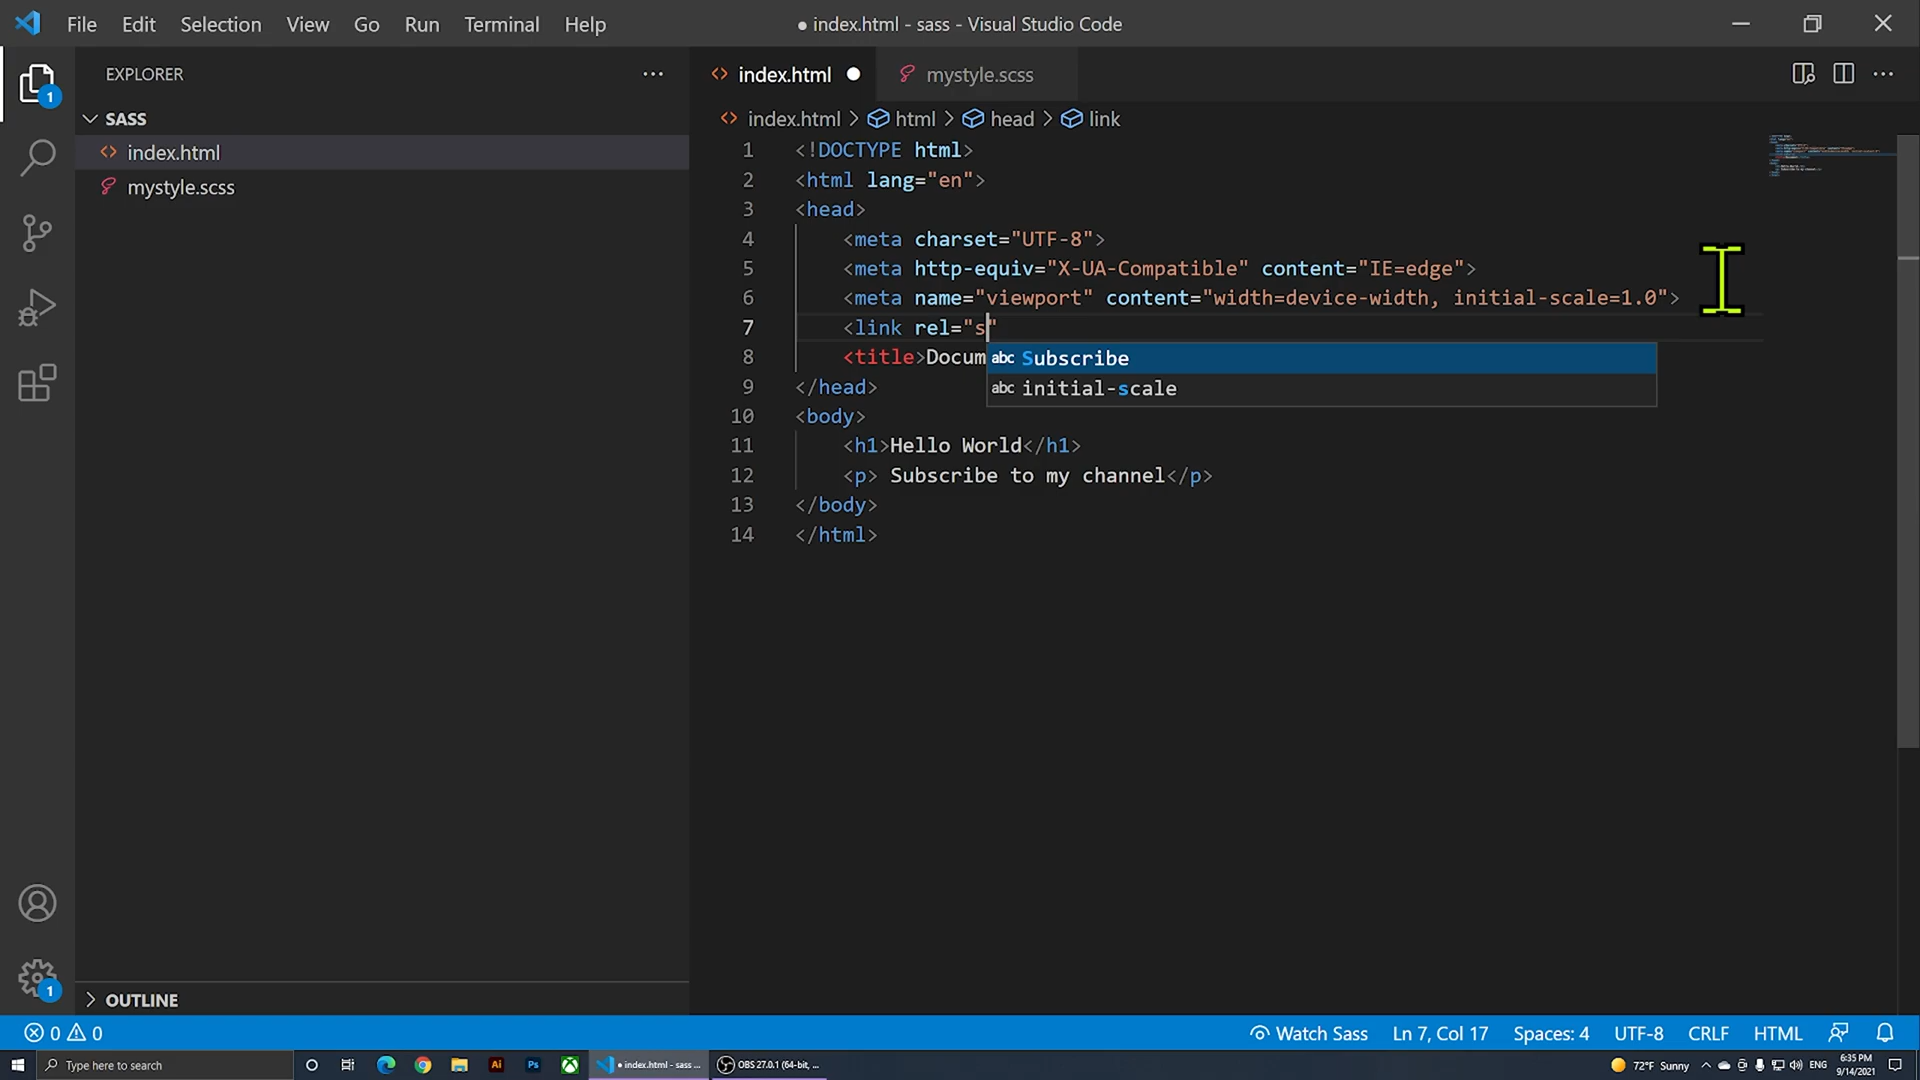 File Edit Selection View Go Run Terminal Help
● index.html - sass - Visual Studio Code
EXPLORER
index.html
mystyle.scss
index.html > html > head > link
1
SASS
index.html
mystyle.scss
1 <!DOCTYPE html>
2 <html lang="en">
3 <head>
4 <meta charset="UTF-8">
5 <meta http-equiv="X-UA-Compatible" content="IE=edge">
6 <meta name="viewport" content="width=device-width, initial-scale=1.0">
7 <link rel="s"
8 <title>Docum
abc Subscribe
abc initial-scale
9 </head>
10 <body>
11 <h1>Hello World</h1>
12 <p> Subscribe to my channel</p>
13 </body>
14 </html>
1
OUTLINE
0 0
Watch Sass Ln 7, Col 17 Spaces: 4 UTF-8 CRLF HTML
Type here to search
Ai
Ps
● index.html - sass ...
OBS 27.0.1 (64-bit, ...
72°F Sunny
ENG
6:35 PM
9/14/2021